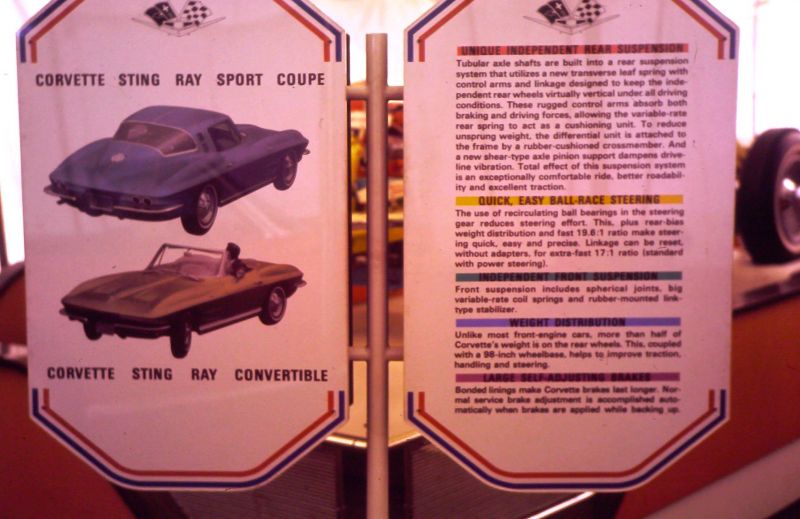 CORVETTE STING RAY SPORT COUPE
CORVETTE STING RAY CONVERTIBLE
UNIQUE INDEPENDENT REAR SUSPENSION
Tubular axle shafts are built into a rear suspension
system that utilizes a new transverse leaf spring with
control arms and linkage designed to keep the inde-
pendent rear wheels virtually vertical under all driving
conditions. These rugged control arms absorb both
braking and driving forces, allowing the variable-rate
rear spring to act as a cushioning unit. To reduce
unsprung weight, the differential unit is attached to
the frame by a rubber-cushioned crossmember. And
a new shear-type axle pinion support dampens drive-
line vibration. Total effect of this suspension system
is an exceptionally comfortable ride, better roadabil-
ity and excellent traction.
QUICK, EASY BALL-RACE STEERING
The use of recirculating ball bearings in the steering
gear reduces steering effort. This, plus rear-bias
weight distribution and fast 19.6:1 ratio make steer-
ing quick, easy and precise. Linkage can be reset,
without adapters, for extra-fast 17:1 ratio (standard
with power steering).
INDEPENDENT FRONT SUSPENSION
Front suspension includes spherical joints, big
variable-rate coil springs and rubber-mounted link-
type stabilizer.
WEIGHT DISTRIBUTION
Unlike most front-engine cars, more than half of
Corvette's weight is on the rear wheels. This, coupled
with a 98-inch wheelbase, helps to improve traction,
handling and steering.
LARGE SELF-ADJUSTING BRAKES
Bonded linings make Corvette brakes last longer. Nor-
mal service brake adjustment is accomplished auto-
matically when brakes are applied while backing up.